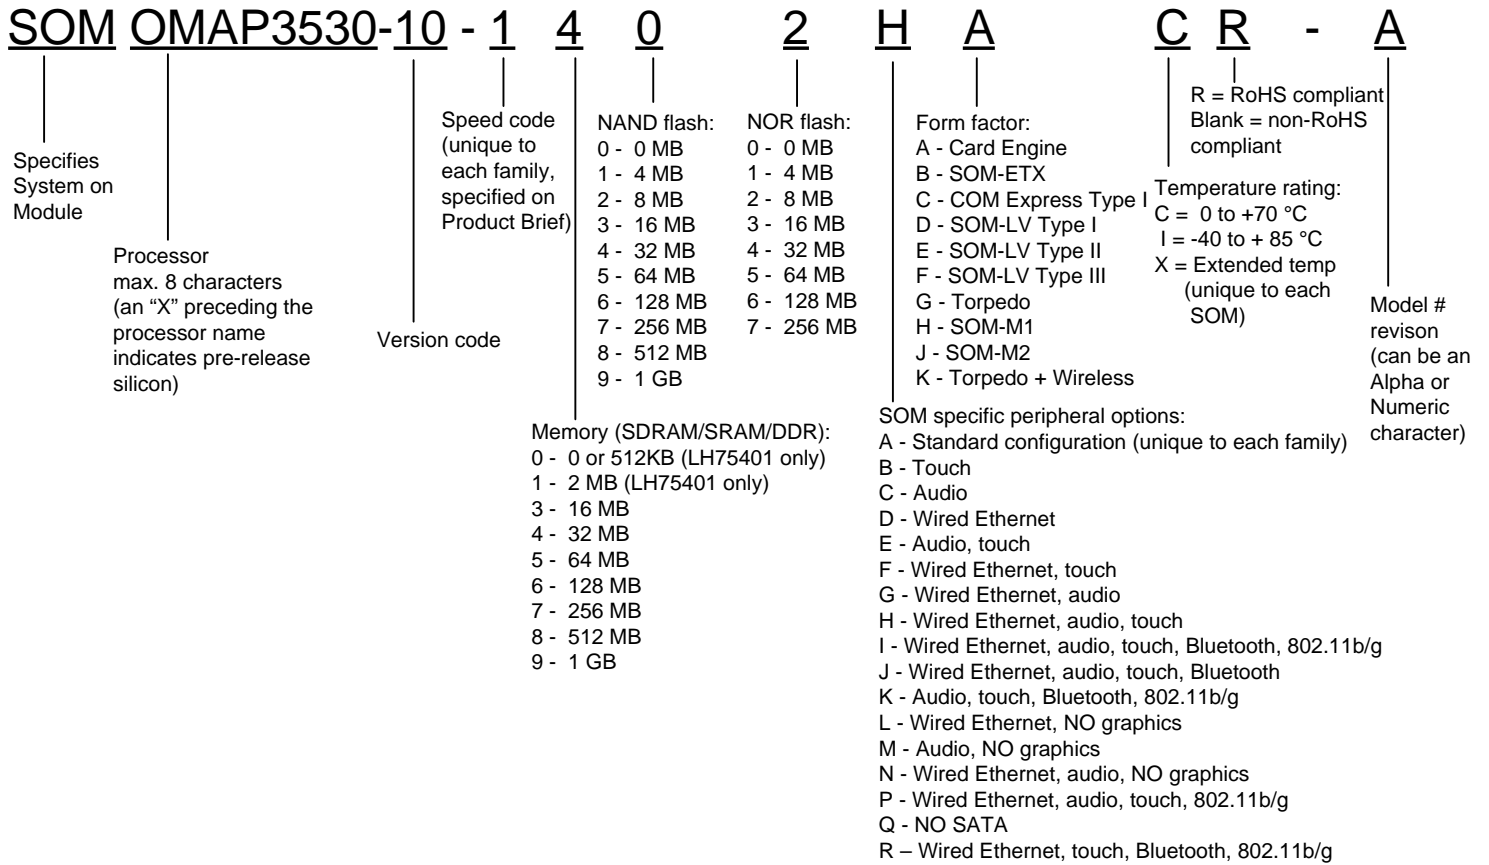 SOM OMAP3530-10 - 1 4 0 2 H A C R - A
Specifies
System on
Module
Processor
max. 8 characters
(an “X” preceding the
processor name
indicates pre-release
silicon)
Version code
Speed code
(unique to
each family,
specified on
Product Brief)
Memory (SDRAM/SRAM/DDR):
0 - 0 or 512KB (LH75401 only)
1 - 2 MB (LH75401 only)
3 - 16 MB
4 - 32 MB
5 - 64 MB
6 - 128 MB
7 - 256 MB
8 - 512 MB
9 - 1 GB
NAND flash:
0 - 0 MB
1 - 4 MB
2 - 8 MB
3 - 16 MB
4 - 32 MB
5 - 64 MB
6 - 128 MB
7 - 256 MB
8 - 512 MB
9 - 1 GB
NOR flash:
0 - 0 MB
1 - 4 MB
2 - 8 MB
3 - 16 MB
4 - 32 MB
5 - 64 MB
6 - 128 MB
7 - 256 MB
SOM specific peripheral options:
A - Standard configuration (unique to each family)
B - Touch
C - Audio
D - Wired Ethernet
E - Audio, touch
F - Wired Ethernet, touch
G - Wired Ethernet, audio
H - Wired Ethernet, audio, touch
I - Wired Ethernet, audio, touch, Bluetooth, 802.11b/g
J - Wired Ethernet, audio, touch, Bluetooth
K - Audio, touch, Bluetooth, 802.11b/g
L - Wired Ethernet, NO graphics
M - Audio, NO graphics
N - Wired Ethernet, audio, NO graphics
P - Wired Ethernet, audio, touch, 802.11b/g
Q - NO SATA
R – Wired Ethernet, touch, Bluetooth, 802.11b/g
Form factor:
A - Card Engine
B - SOM-ETX
C - COM Express Type I
D - SOM-LV Type I
E - SOM-LV Type II
F - SOM-LV Type III
G - Torpedo
H - SOM-M1
J - SOM-M2
K - Torpedo + Wireless
Temperature rating:
C = 0 to +70 °C
I = -40 to + 85 °C
X = Extended temp
(unique to each
SOM)
R = RoHS compliant
Blank = non-RoHS
compliant
Model #
revison
(can be an
Alpha or
Numeric
character)